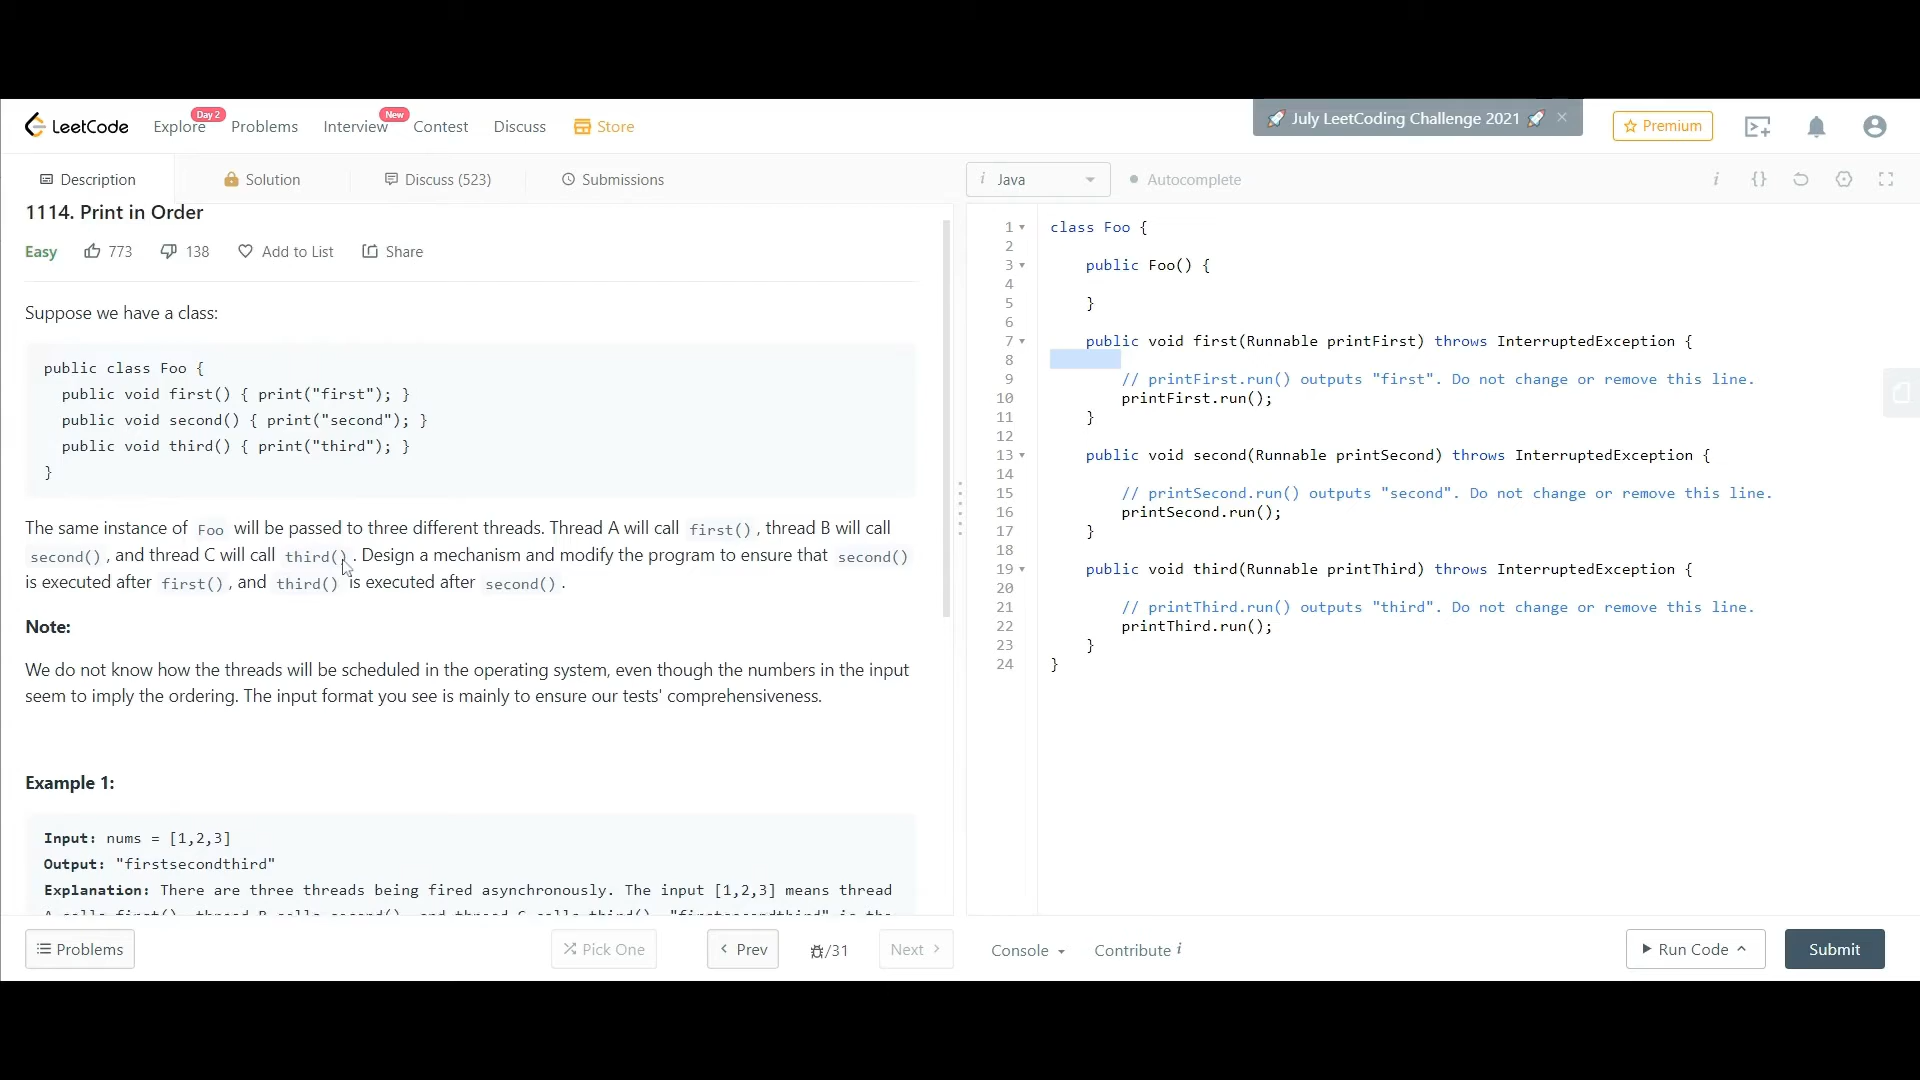 LeetCode
Explore
Day 2
Problems
Interview
New
Contest
Discuss
Store
🚀 July LeetCoding Challenge 2021 🚀 ×
Premium
Description
Solution
Discuss (523)
Submissions
i Java
Autocomplete
1114. Print in Order
Easy
773
138
Add to List
Share
Suppose we have a class:
public class Foo {
  public void first() { print("first"); }
  public void second() { print("second"); }
  public void third() { print("third"); }
}
The same instance of Foo will be passed to three different threads. Thread A will call first(), thread B will call
second(), and thread C will call third(). Design a mechanism and modify the program to ensure that second()
is executed after first(), and third() is executed after second().
Note:
We do not know how the threads will be scheduled in the operating system, even though the numbers in the input
seem to imply the ordering. The input format you see is mainly to ensure our tests' comprehensiveness.
Example 1:
Input: nums = [1,2,3]
Output: "firstsecondthird"
Explanation: There are three threads being fired asynchronously. The input [1,2,3] means thread
1 class Foo {
2
3     public Foo() {
4
5     }
6
7     public void first(Runnable printFirst) throws InterruptedException {
8
9         // printFirst.run() outputs "first". Do not change or remove this line.
10         printFirst.run();
11     }
12
13     public void second(Runnable printSecond) throws InterruptedException {
14
15         // printSecond.run() outputs "second". Do not change or remove this line.
16         printSecond.run();
17     }
18
19     public void third(Runnable printThird) throws InterruptedException {
20
21         // printThird.run() outputs "third". Do not change or remove this line.
22         printThird.run();
23     }
24 }
Problems
Pick One
Prev
/31
Next
Console
Contribute i
Run Code
Submit